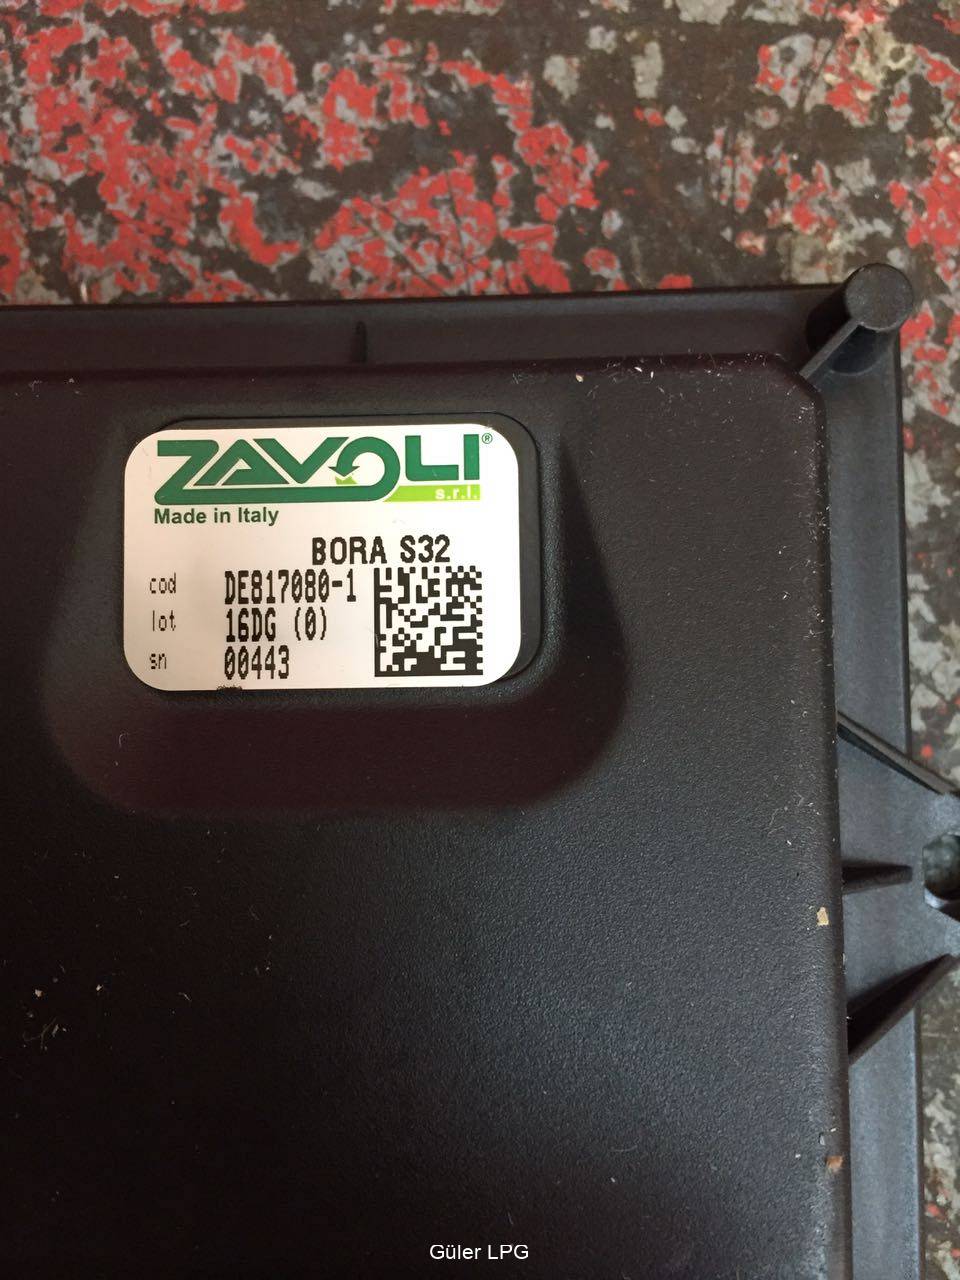 ZAVOLI®
s.r.l.
Made in Italy
BORA S32
cod DE817080-1
lot 16DG (0)
sn 00443
Güler LPG